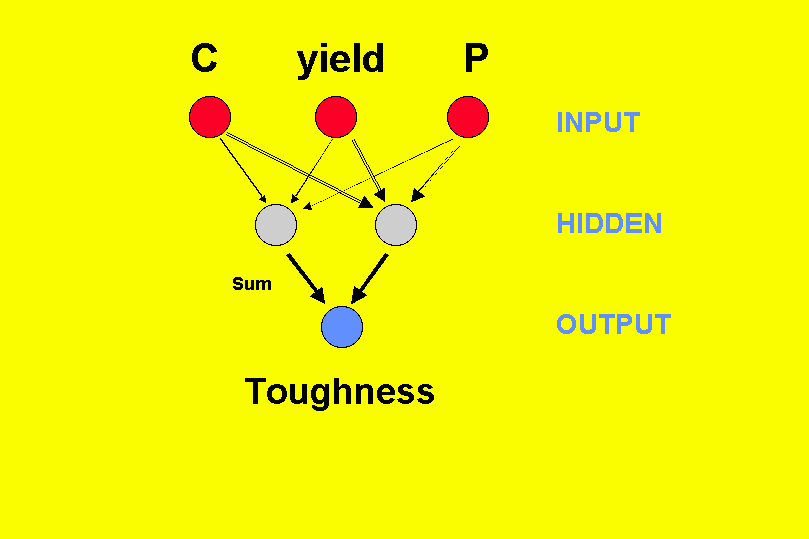 C yield P
INPUT
HIDDEN
Sum
OUTPUT
Toughness